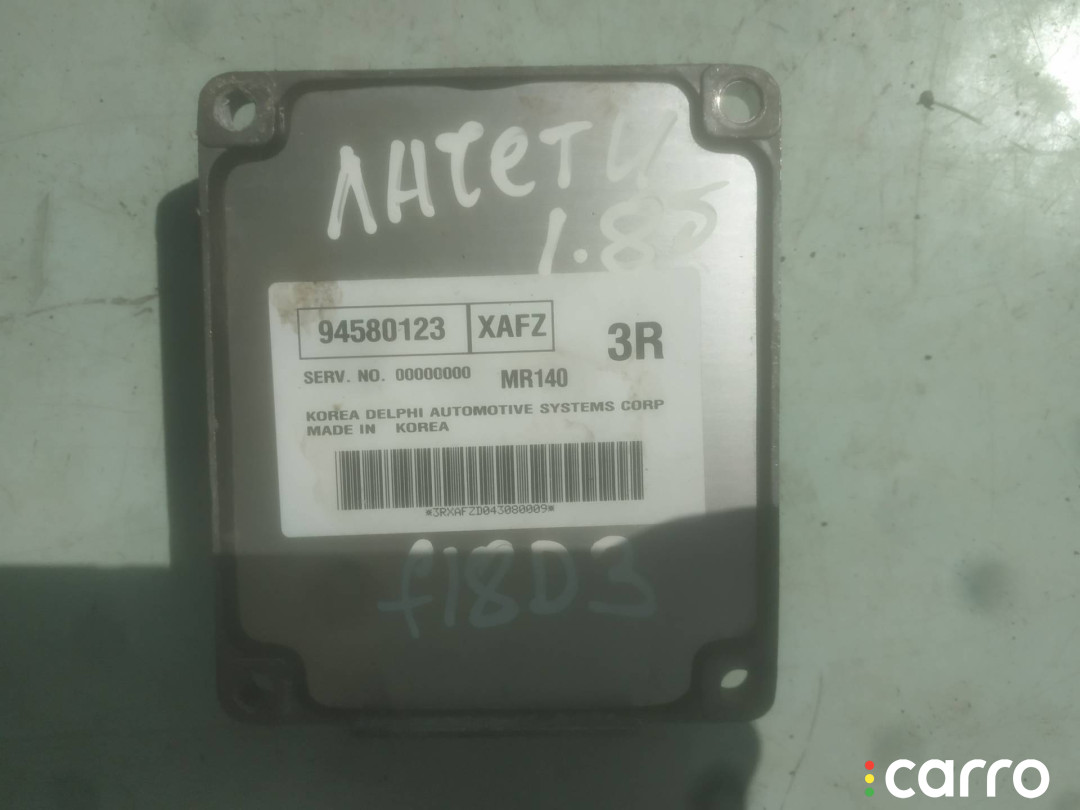 лачети
1.8
94580123 XAFZ 3R
SERV. NO. 00000000 MR140
KOREA DELPHI AUTOMOTIVE SYSTEMS CORP
MADE IN KOREA
*3RXAFZD043080009*
f18D3
carro